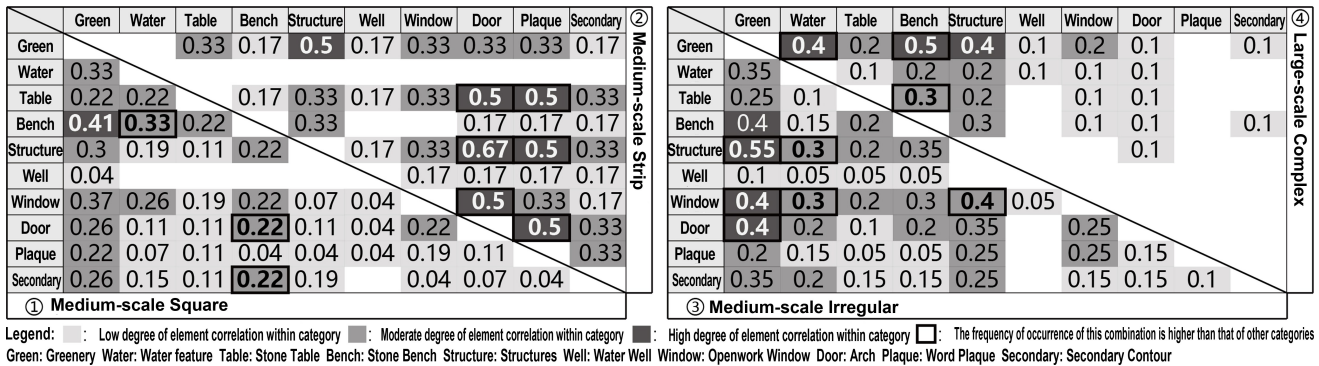 Green Water Table Bench Structure Well Window Door Plaque Secondary
Green 0.33 0.17 0.5 0.17 0.33 0.33 0.33 0.17
Water 0.33
Table 0.22 0.22 0.17 0.33 0.17 0.33 0.5 0.5 0.33
Bench 0.41 0.33 0.22 0.33 0.17 0.17 0.17
Structure 0.3 0.19 0.11 0.22 0.17 0.33 0.67 0.5 0.33
Well 0.04 0.17 0.17 0.17 0.17
Window 0.37 0.26 0.19 0.22 0.07 0.04 0.5 0.33 0.17
Door 0.26 0.11 0.11 0.22 0.11 0.04 0.22 0.5 0.33
Plaque 0.22 0.07 0.11 0.04 0.04 0.04 0.19 0.11 0.33
Secondary 0.26 0.15 0.11 0.22 0.19 0.04 0.07 0.04
① Medium-scale Square
② Medium-scale Strip
Green Water Table Bench Structure Well Window Door Plaque Secondary
Green 0.4 0.2 0.5 0.4 0.1 0.2 0.1 0.1
Water 0.35 0.1 0.2 0.2 0.1 0.1 0.1
Table 0.25 0.1 0.3 0.2 0.1 0.1
Bench 0.4 0.15 0.2 0.3 0.1 0.1 0.1
Structure 0.55 0.3 0.2 0.35 0.1
Well 0.1 0.05 0.05 0.05
Window 0.4 0.3 0.2 0.3 0.4 0.05
Door 0.4 0.2 0.1 0.2 0.35 0.25
Plaque 0.2 0.15 0.05 0.05 0.25 0.25 0.15
Secondary 0.35 0.2 0.15 0.15 0.25 0.15 0.15 0.1
③ Medium-scale Irregular
④ Large-scale Complex
Legend: : Low degree of element correlation within category : Moderate degree of element correlation within category : High degree of element correlation within category : The frequency of occurrence of this combination is higher than that of other categories
Green: Greenery Water: Water feature Table: Stone Table Bench: Stone Bench Structure: Structures Well: Water Well Window: Openwork Window Door: Arch Plaque: Word Plaque Secondary: Secondary Contour